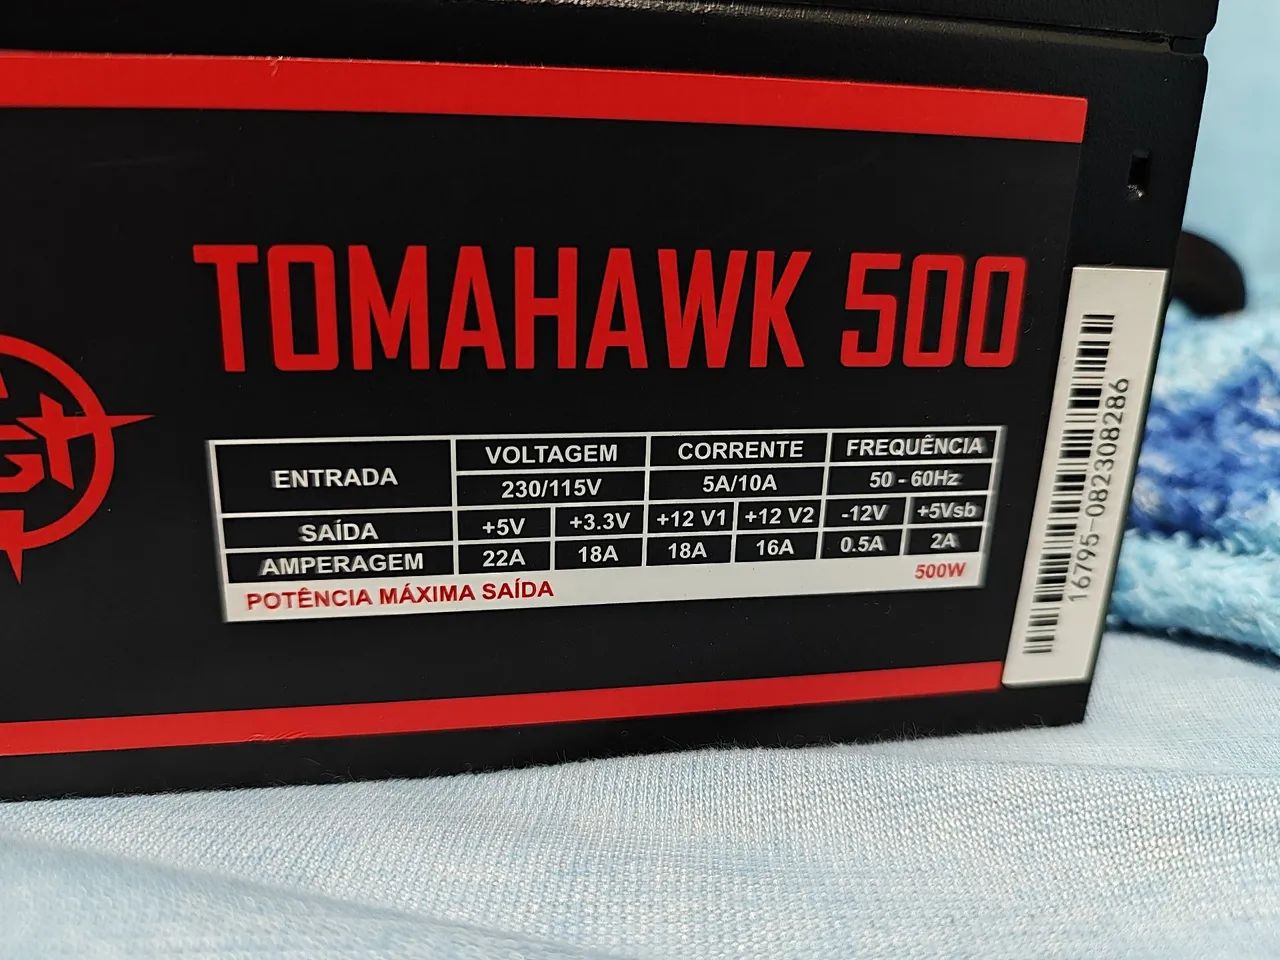 TOMAHAWK 500
ENTRADA VOLTAGEM CORRENTE FREQUÊNCIA
230/115V 5A/10A 50 - 60Hz
SAÍDA +5V +3.3V +12 V1 +12 V2 -12V +5Vsb
AMPERAGEM 22A 18A 18A 16A 0.5A 2A
POTÊNCIA MÁXIMA SAÍDA 500W
16795-082308286